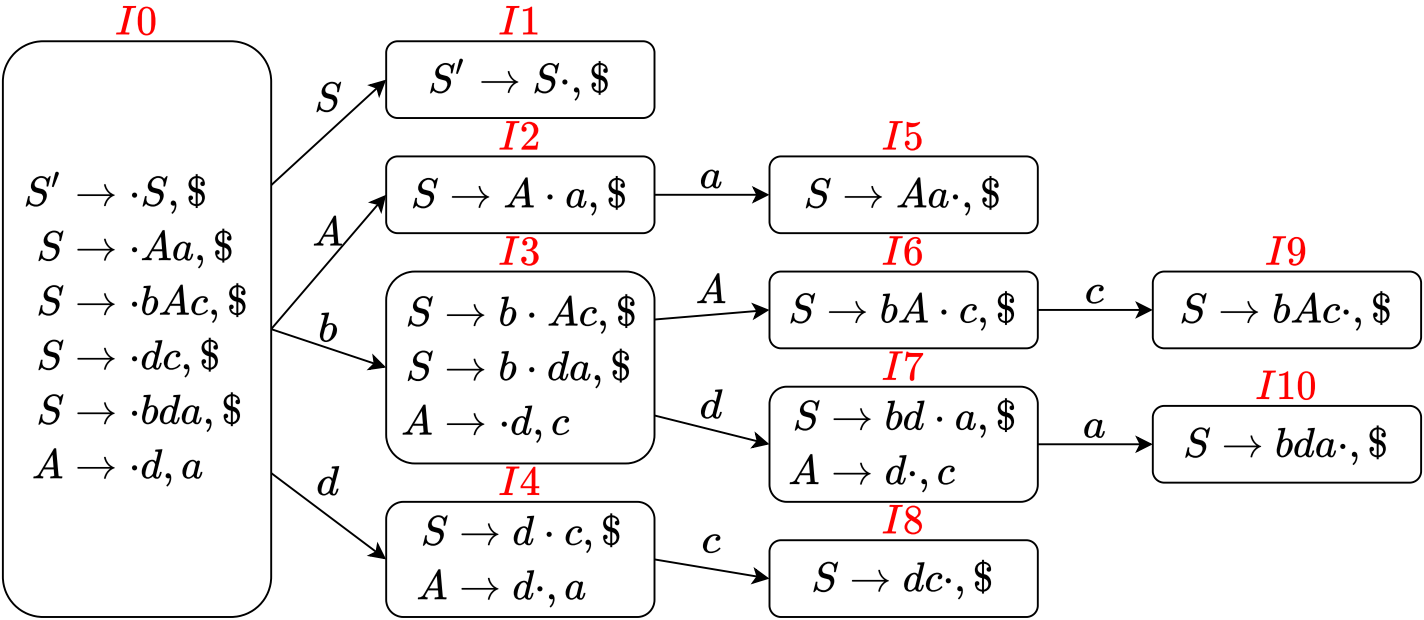 I0
S' → ·S, $
S → ·Aa, $
S → ·bAc, $
S → ·dc, $
S → ·bda, $
A → ·d, a
S
A
b
d
I1
S' → S·, $
I2
S → A · a, $
I3
S → b · Ac, $
S → b · da, $
A → ·d, c
I4
S → d · c, $
A → d·, a
a
A
d
c
I5
S → Aa·, $
I6
S → bA · c, $
I7
S → bd · a, $
A → d·, c
I8
S → dc·, $
c
a
I9
S → bAc·, $
I10
S → bda·, $